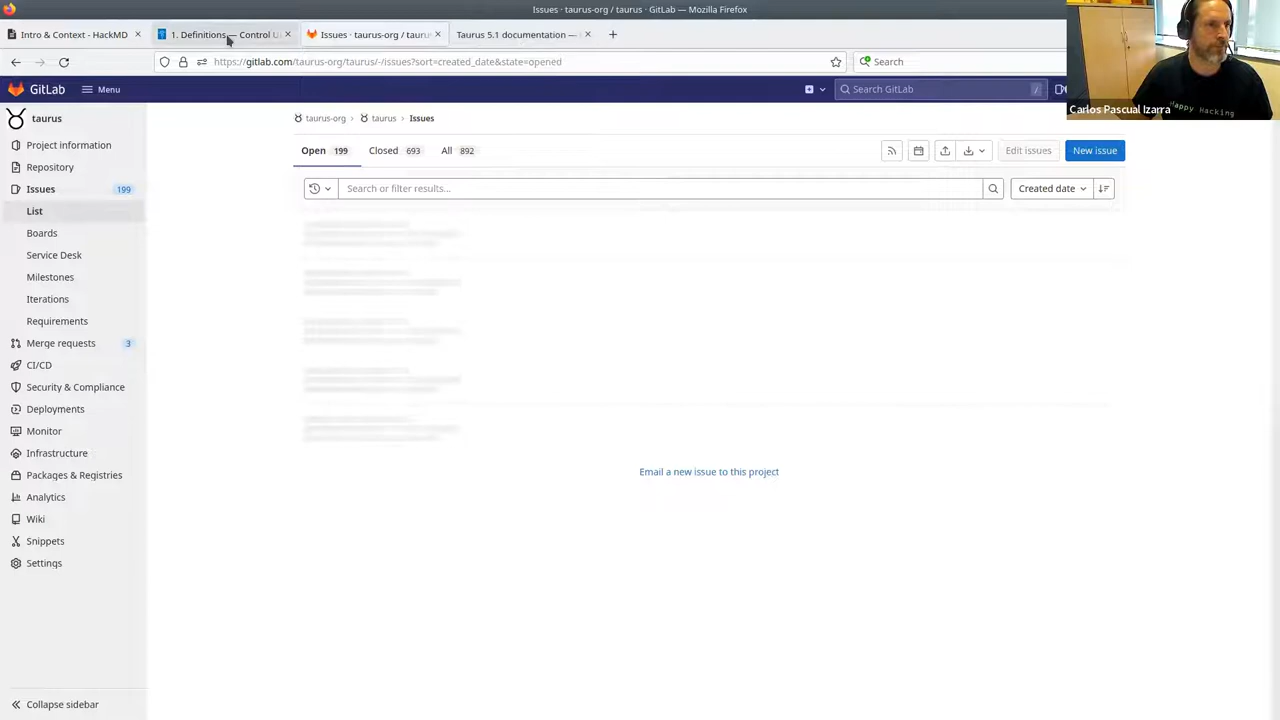 Issues · taurus-org / taurus · GitLab — Mozilla Firefox
Intro & Context - HackMD
1. Definitions — Control U
Issues · taurus-org / taurus
Taurus 5.1 documentation —
https://gitlab.com/taurus-org/taurus/-/issues?sort=created_date&state=opened
Search
GitLab
Menu
Search GitLab
/
Carlos Pascual Izarra
Happy Hacking
taurus
Project information
Repository
Issues 199
List
Boards
Service Desk
Milestones
Iterations
Requirements
Merge requests 3
CI/CD
Security & Compliance
Deployments
Monitor
Infrastructure
Packages & Registries
Analytics
Wiki
Snippets
Settings
Collapse sidebar
taurus-org › taurus › Issues
Open 199
Closed 693
All 892
Edit issues
New issue
Search or filter results...
Created date
Email a new issue to this project